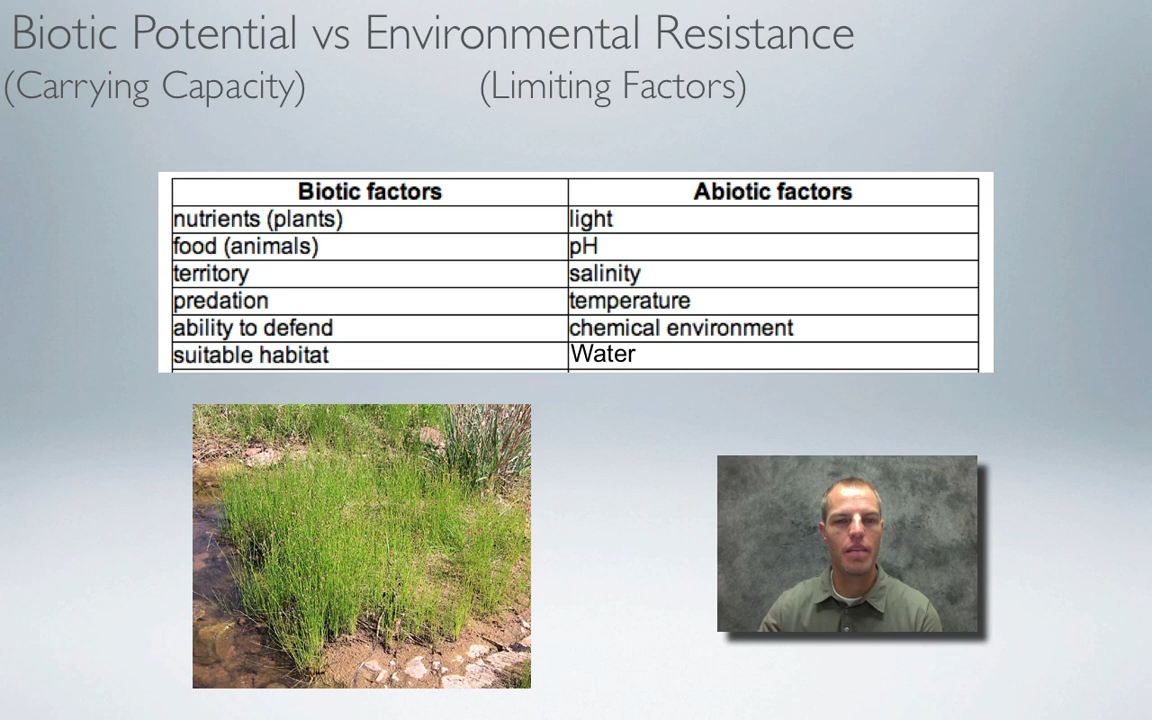 Biotic Potential vs Environmental Resistance
(Carrying Capacity) (Limiting Factors)
Biotic factors Abiotic factors
nutrients (plants) light
food (animals) pH
territory salinity
predation temperature
ability to defend chemical environment
suitable habitat Water